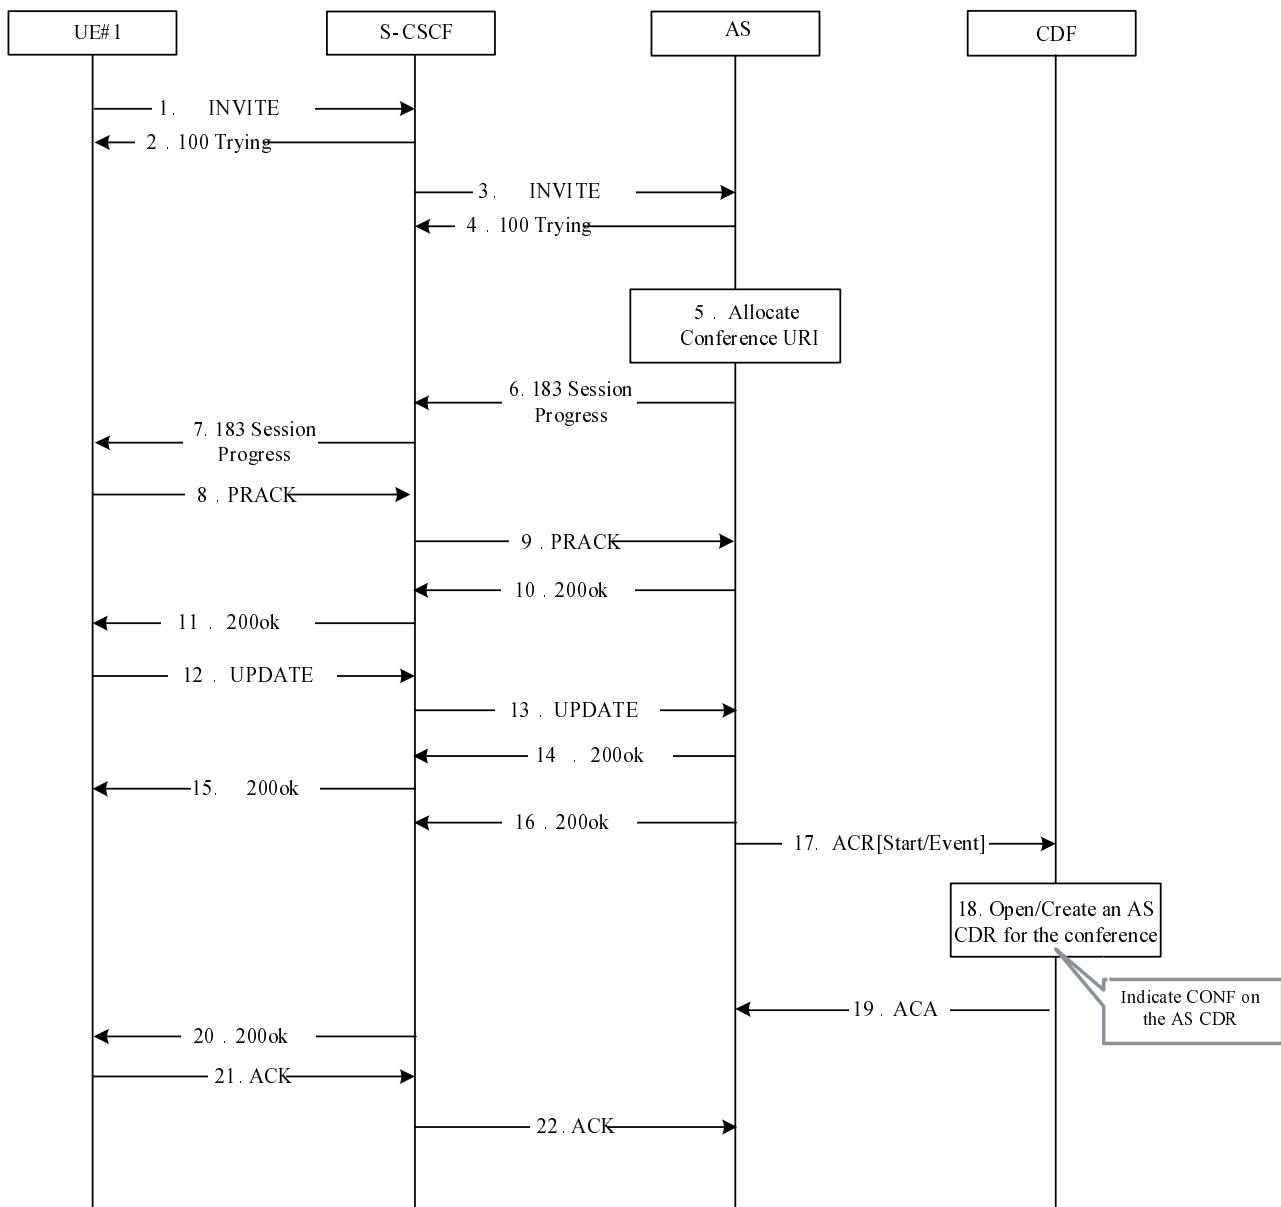 UE#1
S-CSCF
AS
CDF
1. INVITE
2 . 100 Trying
3. INVITE
4 . 100 Trying
5 . Allocate
Conference URI
6. 183 Session
Progress
7. 183 Session
Progress
8 . PRACK
9 . PRACK
10 . 200ok
11 . 200ok
12 . UPDATE
13 . UPDATE
14 . 200ok
15. 200ok
16 . 200ok
17. ACR[Start/Event]
18. Open/Create an AS
CDR for the conference
Indicate CONF on
the AS CDR
19 . ACA
20 . 200ok
21. ACK
22. ACK